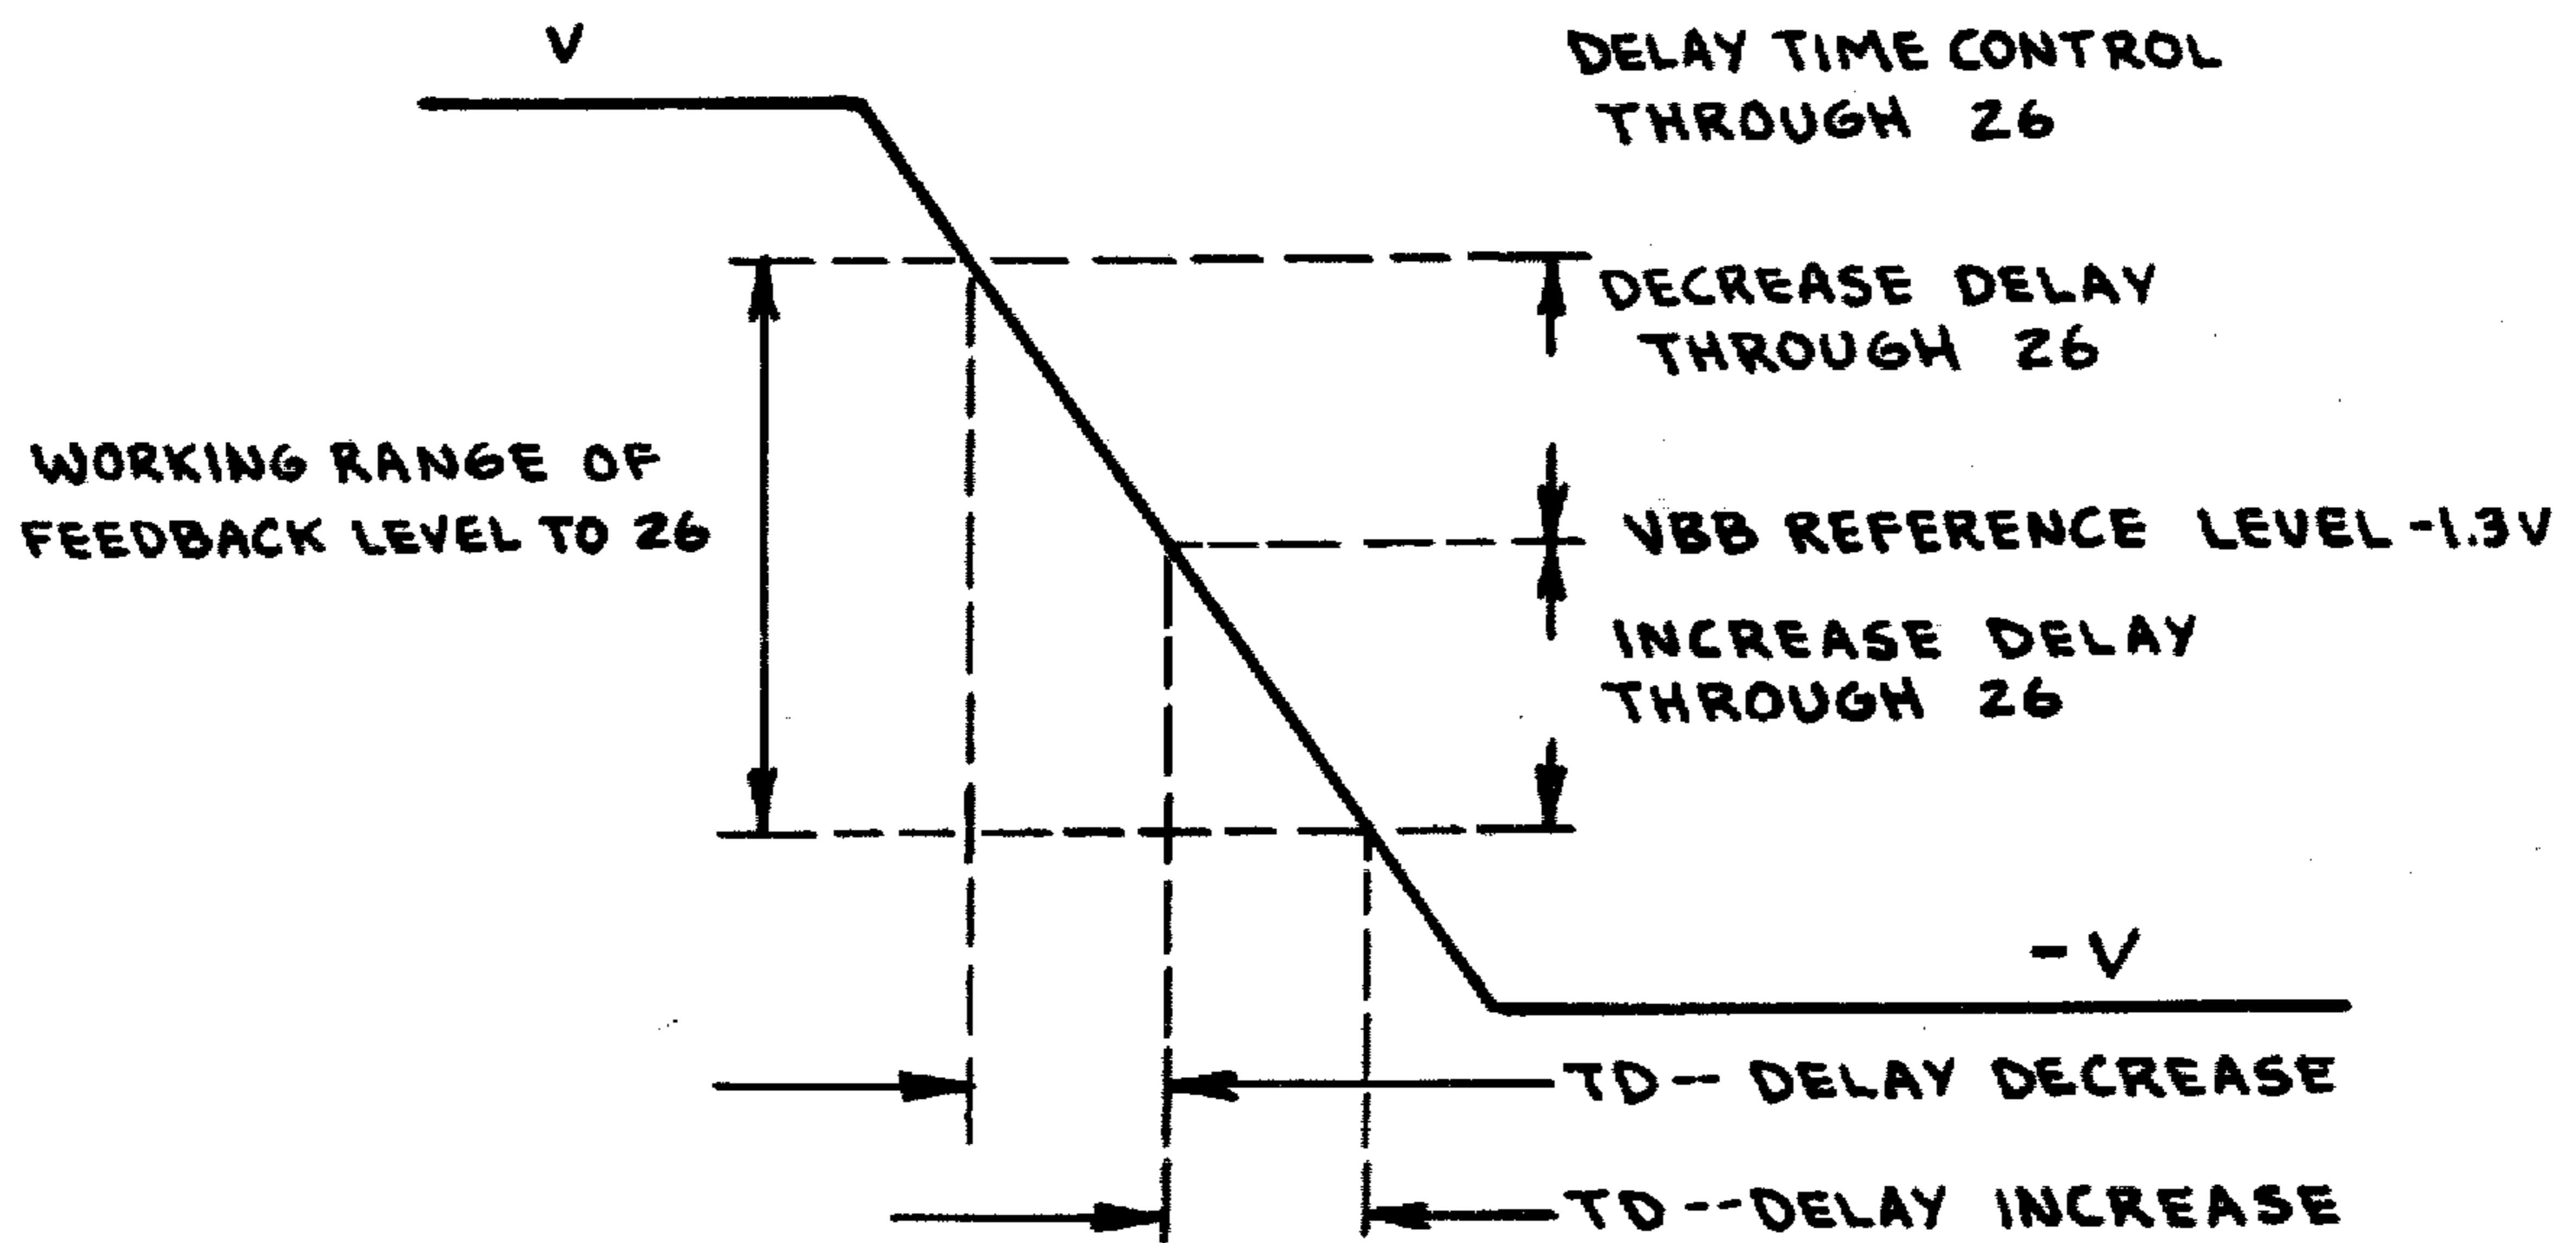 V
DELAY TIME CONTROL
THROUGH 26
DECREASE DELAY
THROUGH 26
WORKING RANGE OF
FEEDBACK LEVEL TO 26
VBB REFERENCE LEVEL -1.3V
INCREASE DELAY
THROUGH 26
-V
TD-- DELAY DECREASE
TD--DELAY INCREASE